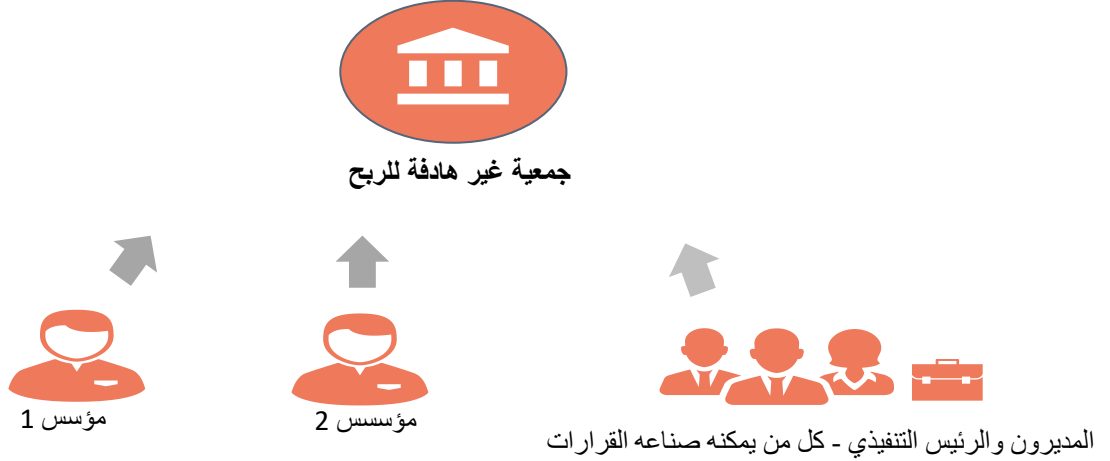 جمعية غير هادفة للربح
مؤسس 1
مؤسسس 2
المديرون والرئيس التنفيذي - كل من يمكنه صناعه القرارات